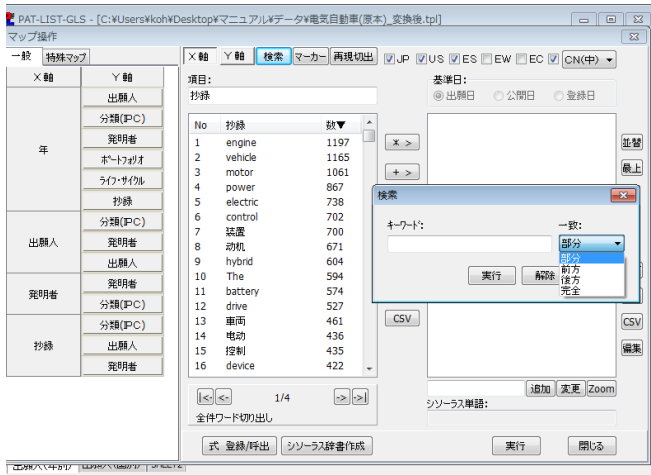 PAT-LIST-GLS - [C:¥Users¥koh¥Desktop¥マニュアル¥データ¥電気自動車(原本)_変換後.tpl]
マップ操作
一般 特殊マップ
X軸 Y軸
年 出願人
分類(IPC)
発明者
ポートフォリオ
ライフ・サイクル
抄録
出願人 分類(IPC)
発明者
出願人
発明者 出願人
分類(IPC)
抄録 分類(IPC)
出願人
発明者
X軸 Y軸 検索 マーカー 再現切出 JP US ES EW EC CN(中)
項目:
抄録
基準日:
出願日 公開日 登録日
No 抄録 数▼
1 engine 1197
2 vehicle 1165
3 motor 1061
4 power 867
5 electric 738
6 control 702
7 装置 700
8 动机 671
9 hybrid 604
10 The 594
11 battery 574
12 drive 527
13 車両 461
14 电动 436
15 控制 435
16 device 422
* >
+ >
CSV
並替
最上
CSV
編集
検索
キーワード: 一致:
部分
部分
前方
後方
完全
実行 解除
|<- <- 1/4 -> ->|
全件ワード切り出し
追加 変更 Zoom
シソーラス単語:
式 登録/呼出 シソーラス辞書作成 実行 閉じる